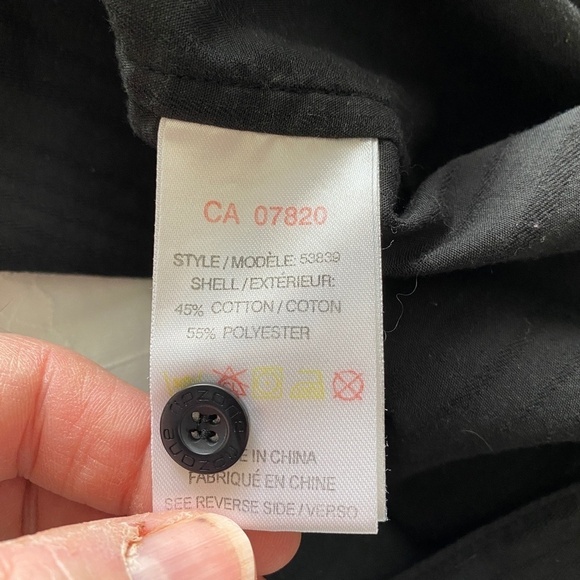 CA 07820
STYLE / MODÈLE: 53839
SHELL / EXTÉRIEUR:
45% COTTON / COTON
55% POLYESTER
IN CHINA
FABRIQUÉ EN CHINE
SEE REVERSE SIDE / VERSO